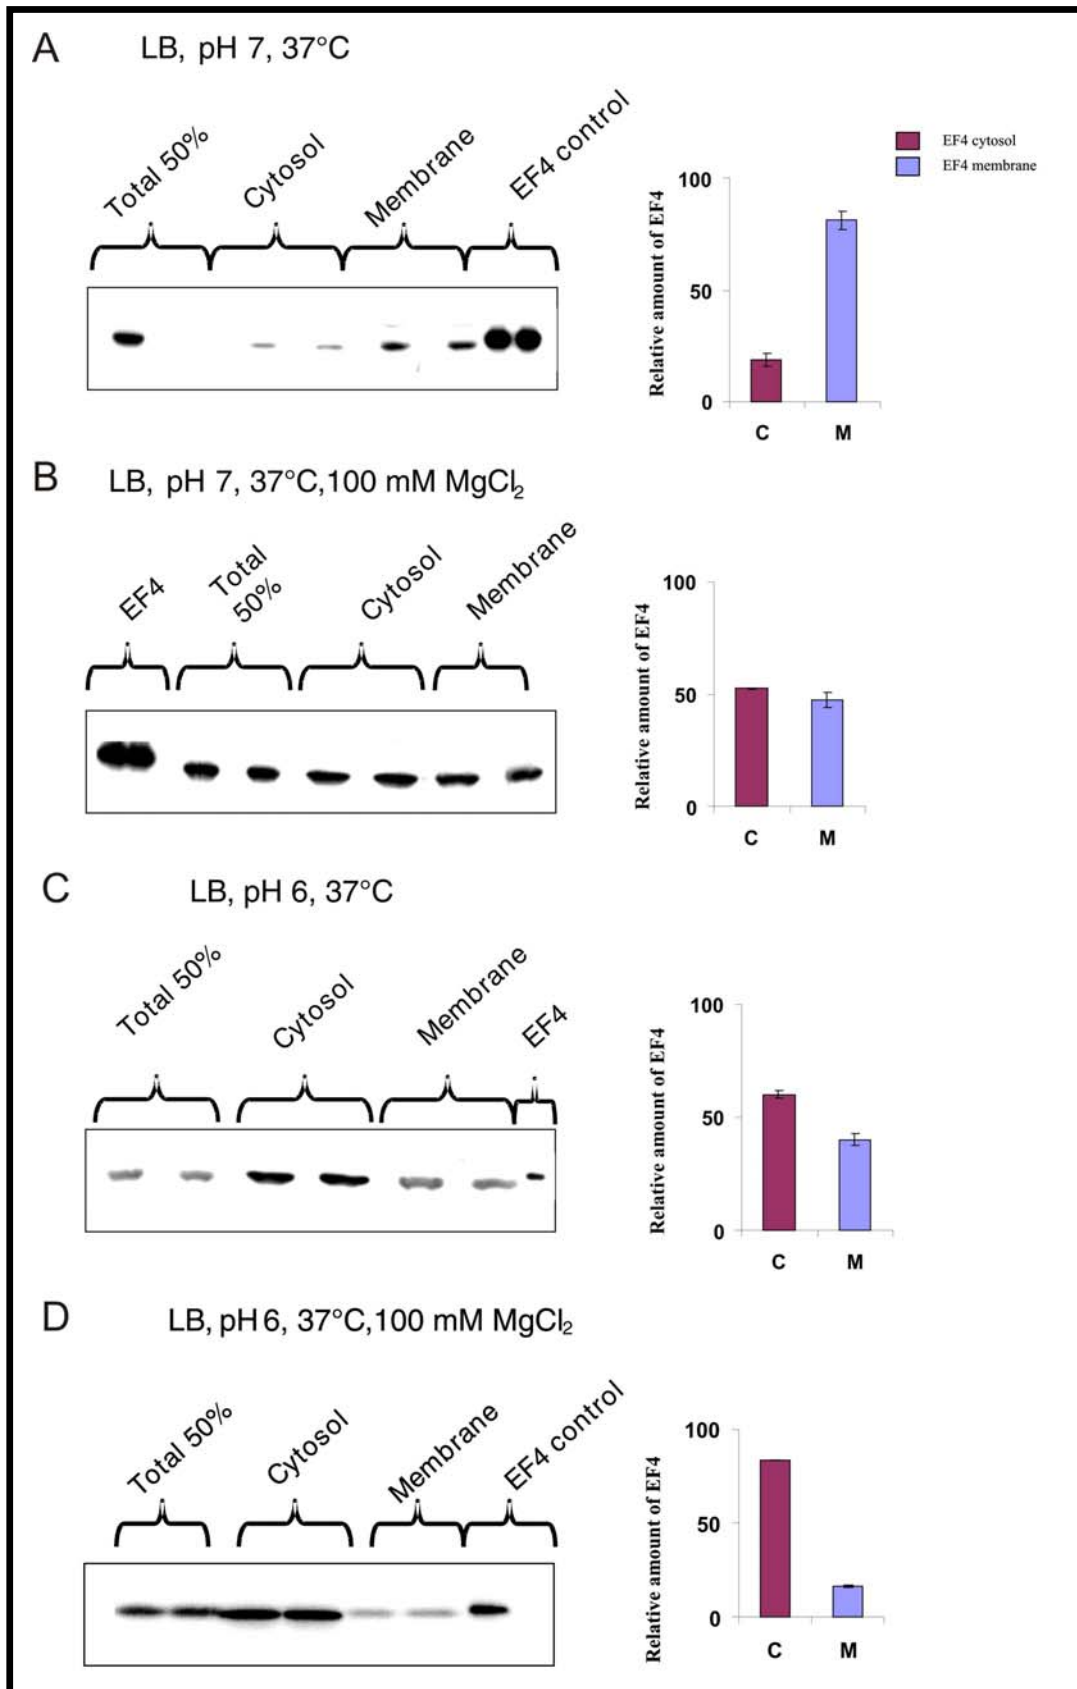 A LB, pH 7, 37°C
Total 50%
Cytosol
Membrane
EF4 control
EF4 cytosol
EF4 membrane
Relative amount of EF4
100
50
0
C M
B LB, pH 7, 37°C,100 mM MgCl₂
EF4
Total
50%
Cytosol
Membrane
Relative amount of EF4
100
50
0
C M
C LB, pH 6, 37°C
Total 50%
Cytosol
Membrane
EF4
Relative amount of EF4
100
50
0
C M
D LB, pH 6, 37°C,100 mM MgCl₂
Total 50%
Cytosol
Membrane
EF4 control
Relative amount of EF4
100
50
0
C M